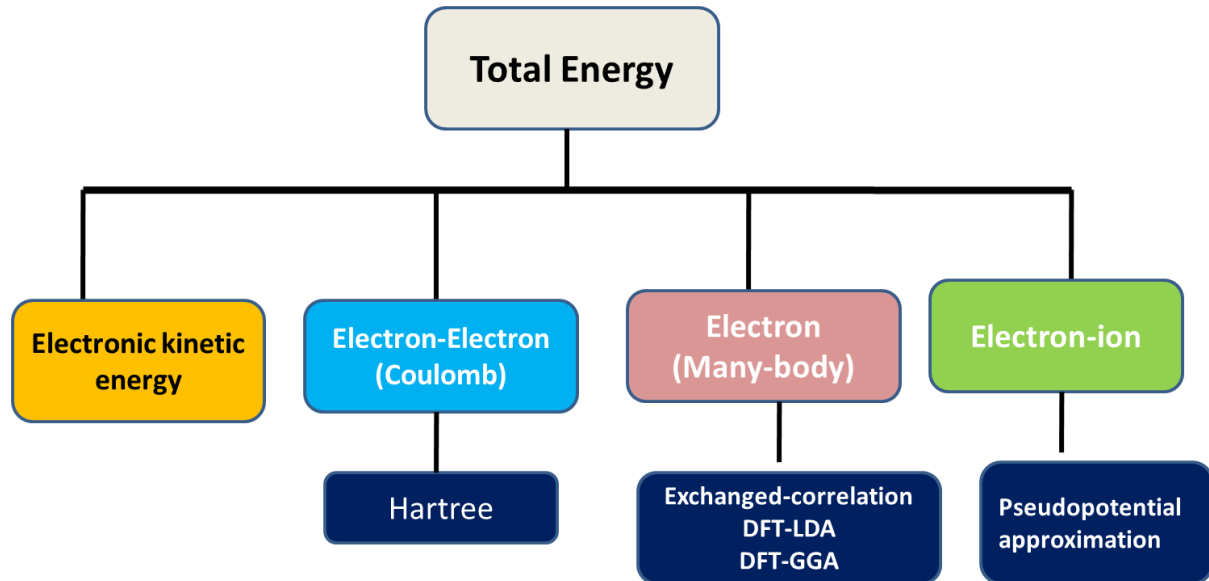 Total Energy
Electronic kinetic
energy
Electron-Electron
(Coulomb)
Electron
(Many-body)
Electron-ion
Hartree
Exchanged-correlation
DFT-LDA
DFT-GGA
Pseudopotential
approximation